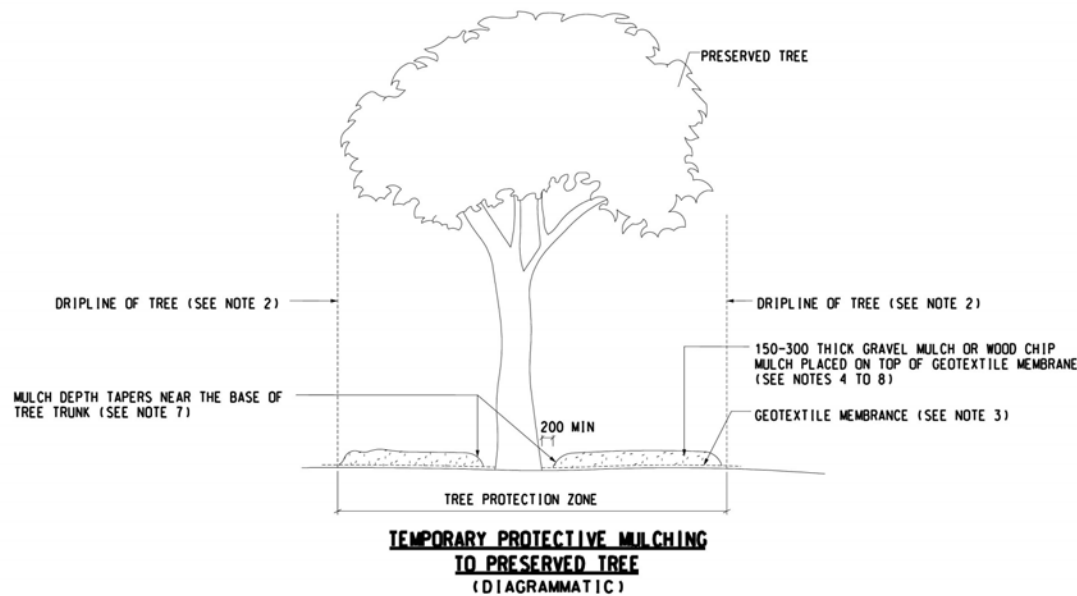 PRESERVED TREE
DRIPLINE OF TREE (SEE NOTE 2)
DRIPLINE OF TREE (SEE NOTE 2)
150-300 THICK GRAVEL MULCH OR WOOD CHIP
MULCH PLACED ON TOP OF GEOTEXTILE MEMBRANE
(SEE NOTES 4 TO 8)
MULCH DEPTH TAPERS NEAR THE BASE OF
TREE TRUNK (SEE NOTE 7)
GEOTEXTILE MEMBRANCE (SEE NOTE 3)
200 MIN
TREE PROTECTION ZONE
TEMPORARY PROTECTIVE MULCHING
TO PRESERVED TREE
(DIAGRAMMATIC)